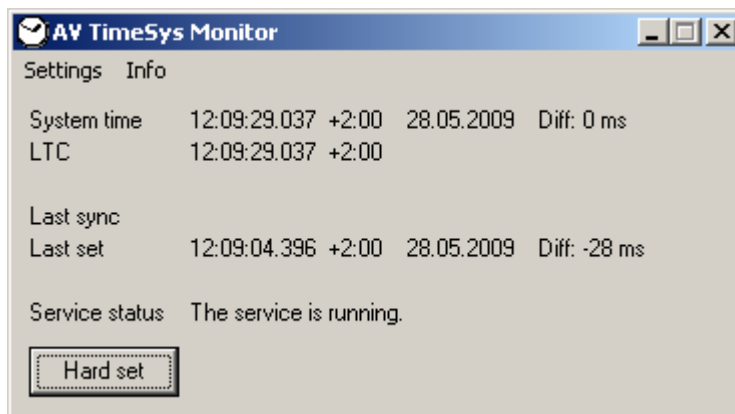 AV TimeSys Monitor
Settings Info
System time 12:09:29.037 +2:00 28.05.2009 Diff: 0 ms
LTC 12:09:29.037 +2:00
Last sync
Last set 12:09:04.396 +2:00 28.05.2009 Diff: -28 ms
Service status The service is running.
Hard set